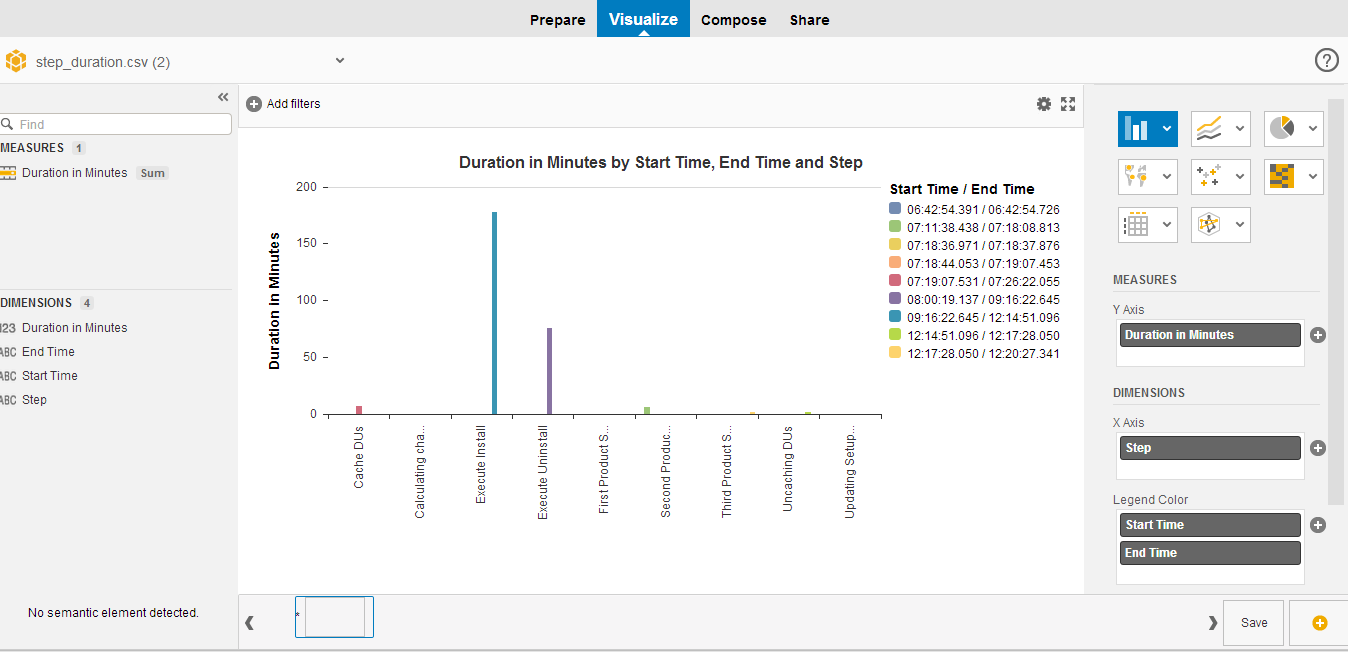 Prepare Visualize Compose Share
step_duration.csv (2)
?
Add filters
Find
MEASURES 1
Duration in Minutes Sum
DIMENSIONS 4
123 Duration in Minutes
ABC End Time
ABC Start Time
ABC Step
No semantic element detected.
Duration in Minutes by Start Time, End Time and Step
Duration in Minutes
200
150
100
50
0
Cache DUs
Calculating cha...
Execute Install
Execute Uninstall
First Product S...
Second Produc...
Third Product S...
Uncaching DUs
Updating Setup...
Start Time / End Time
06:42:54.391 / 06:42:54.726
07:11:38.438 / 07:18:08.813
07:18:36.971 / 07:18:37.876
07:18:44.053 / 07:19:07.453
07:19:07.531 / 07:26:22.055
08:00:19.137 / 09:16:22.645
09:16:22.645 / 12:14:51.096
12:14:51.096 / 12:17:28.050
12:17:28.050 / 12:20:27.341
MEASURES
Y Axis
Duration in Minutes
DIMENSIONS
X Axis
Step
Legend Color
Start Time
End Time
*
Save